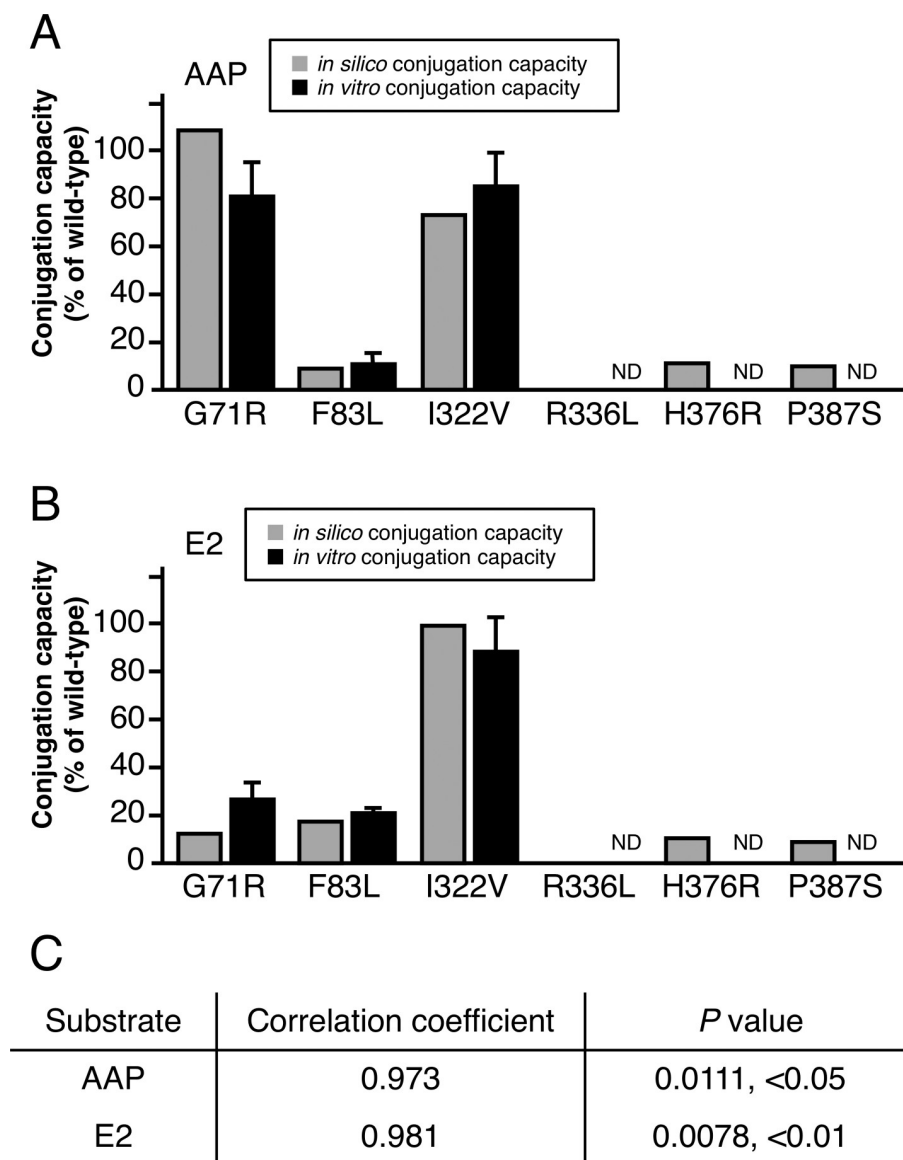 A
AAP
in silico conjugation capacity
in vitro conjugation capacity
Conjugation capacity
(% of wild-type)
100
80
60
40
20
0
ND
ND
ND
G71R F83L I322V R336L H376R P387S
B
E2
in silico conjugation capacity
in vitro conjugation capacity
Conjugation capacity
(% of wild-type)
100
80
60
40
20
0
ND
ND
ND
G71R F83L I322V R336L H376R P387S
C
Substrate Correlation coefficient P value
AAP 0.973 0.0111, <0.05
E2 0.981 0.0078, <0.01